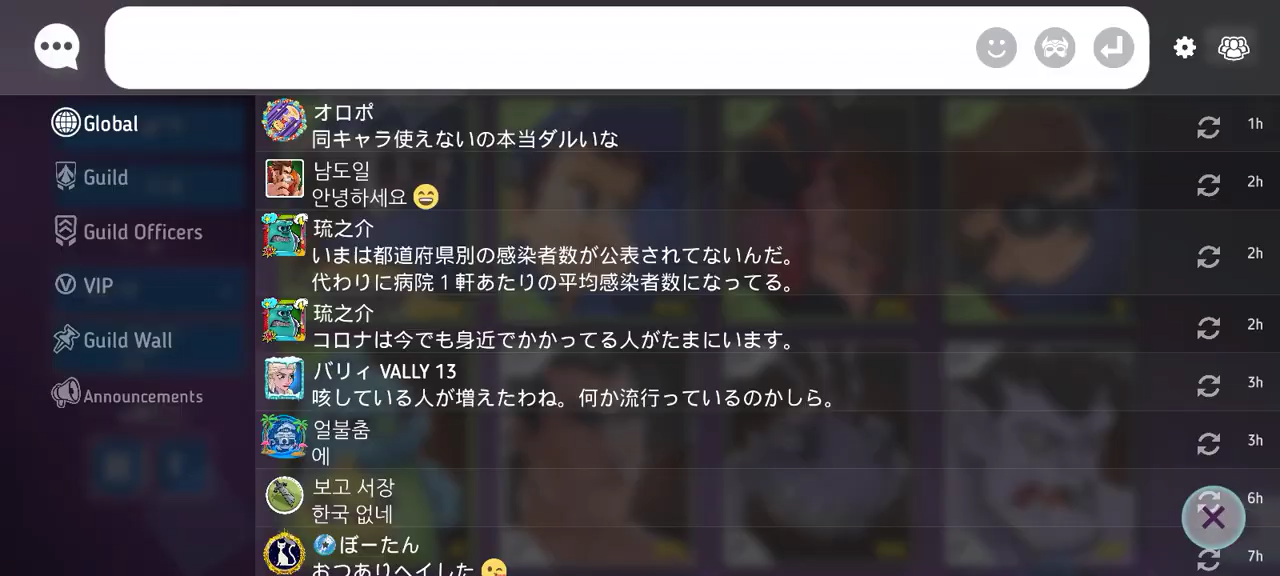 Global
Guild
Guild Officers
VIP
Guild Wall
Announcements
オロポ
同キャラ使えないの本当ダルいな
1h
남도일
안녕하세요 😁
2h
琉之介
いまは都道府県別の感染者数が公表されてないんだ。
代わりに病院１軒あたりの平均感染者数になってる。
2h
琉之介
コロナは今でも身近でかかってる人がたまにいます。
2h
バリィ VALLY 13
咳している人が増えたわね。何か流行っているのかしら。
3h
얼불춤
에
3h
보고 서장
한국 없네
6h
ぼーたん
おつありヘイした 😘
7h